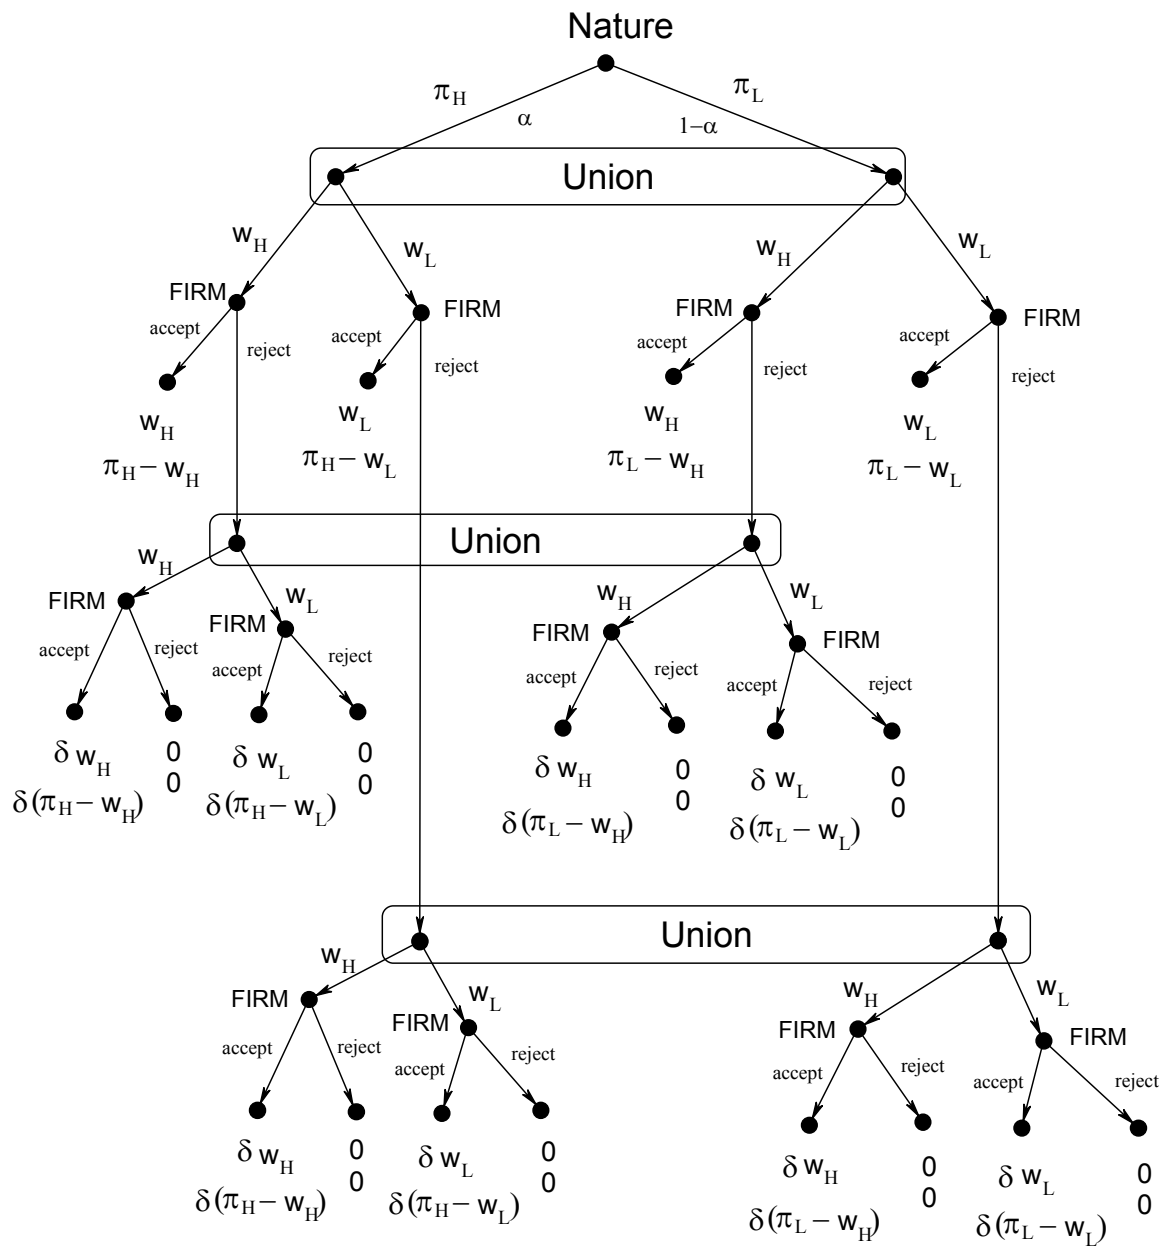 Nature
π_H π_L
α 1−α
Union
w_H w_L w_H w_L
FIRM FIRM FIRM FIRM
accept reject accept reject accept reject accept reject
w_H w_L w_H w_L
π_H − w_H π_H − w_L π_L − w_H π_L − w_L
Union
w_H w_L w_H w_L
FIRM FIRM FIRM FIRM
accept reject accept reject accept reject accept reject
δ w_H 0 δ w_L 0 δ w_H 0 δ w_L 0
δ(π_H − w_H) 0 δ(π_H − w_L) 0 δ(π_L − w_H) 0 δ(π_L − w_L) 0
Union
w_H w_L w_H w_L
FIRM FIRM FIRM FIRM
accept reject accept reject accept reject accept reject
δ w_H 0 δ w_L 0 δ w_H 0 δ w_L 0
δ(π_H − w_H) 0 δ(π_H − w_L) 0 δ(π_L − w_H) 0 δ(π_L − w_L) 0